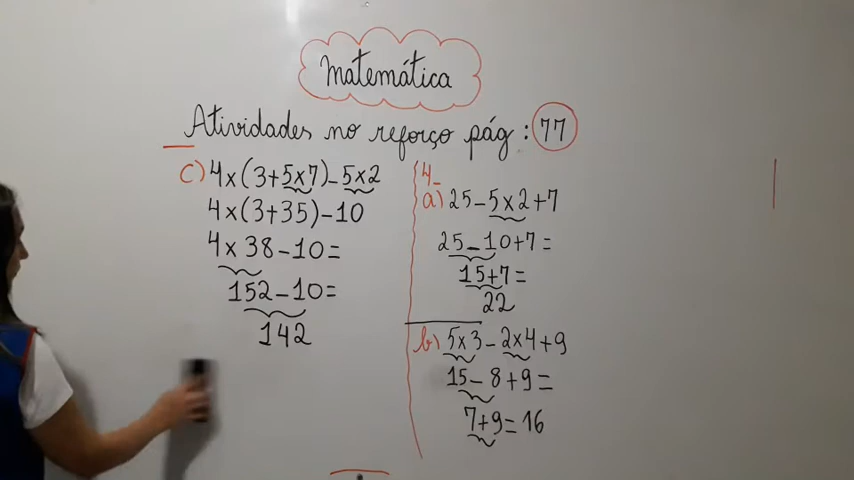 Matemática
Atividades no reforço pág: 77
c) 4x(3+5x7)-5x2
4x(3+35)-10
4x38-10=
152-10=
142
4-
a) 25-5x2+7
25-10+7=
15+7=
22
b) 5x3-2x4+9
15-8+9=
7+9=16